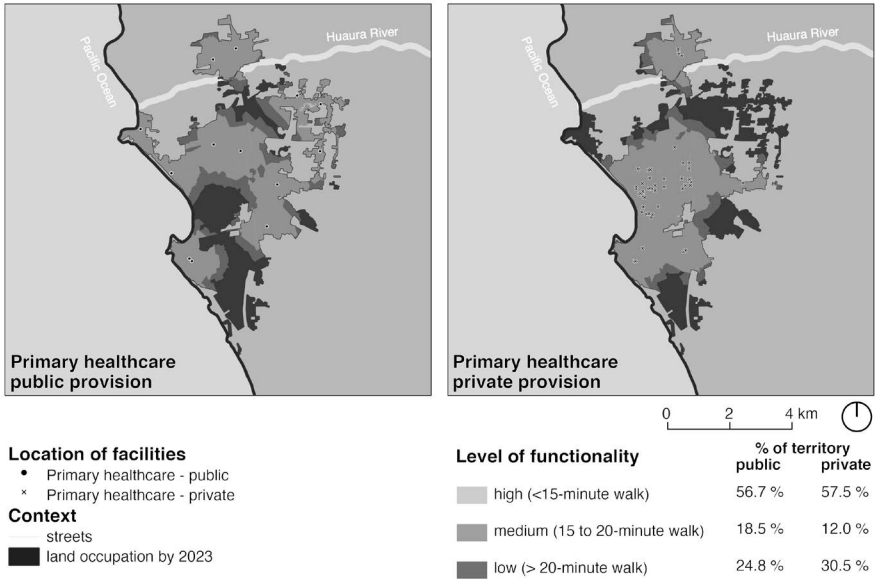 Huaura River
Pacific Ocean
Primary healthcare
public provision
Huaura River
Pacific Ocean
Primary healthcare
private provision
0 2 4 km
Location of facilities
Primary healthcare - public
Primary healthcare - private
Context
streets
land occupation by 2023
Level of functionality
% of territory
public private
high (<15-minute walk) 56.7 % 57.5 %
medium (15 to 20-minute walk) 18.5 % 12.0 %
low (> 20-minute walk) 24.8 % 30.5 %